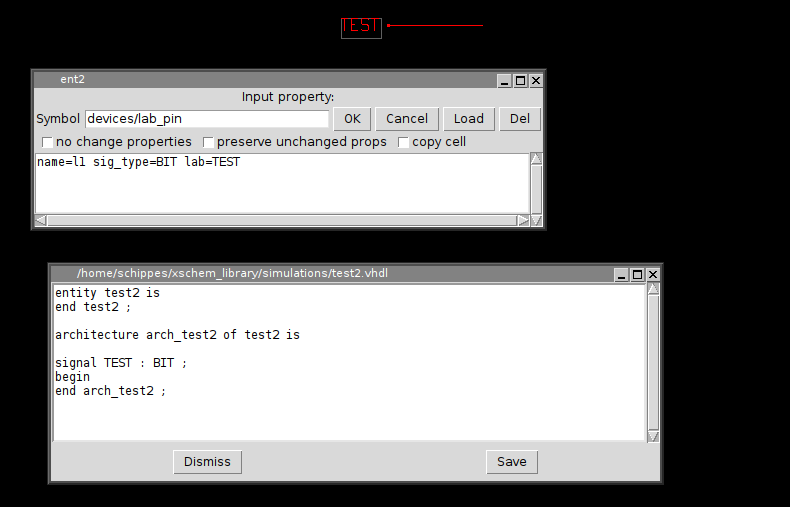 TEST
ent2
Input property:
Symbol devices/lab_pin OK Cancel Load Del
no change properties preserve unchanged props copy cell
name=l1 sig_type=BIT lab=TEST
/home/schippes/xschem_library/simulations/test2.vhdl
entity test2 is
end test2 ;
architecture arch_test2 of test2 is
signal TEST : BIT ;
begin
end arch_test2 ;
Dismiss Save